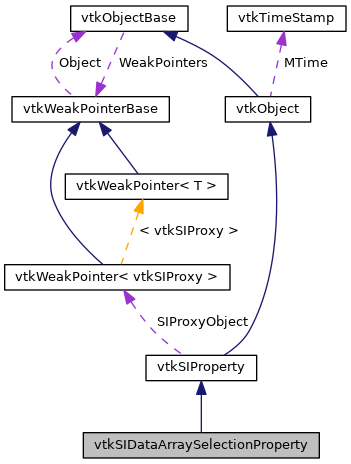 vtkObjectBase
vtkTimeStamp
Object
WeakPointers
MTime
vtkWeakPointerBase
vtkObject
vtkWeakPointer< T >
< vtkSIProxy >
vtkWeakPointer< vtkSIProxy >
SIProxyObject
vtkSIProperty
vtkSIDataArraySelectionProperty